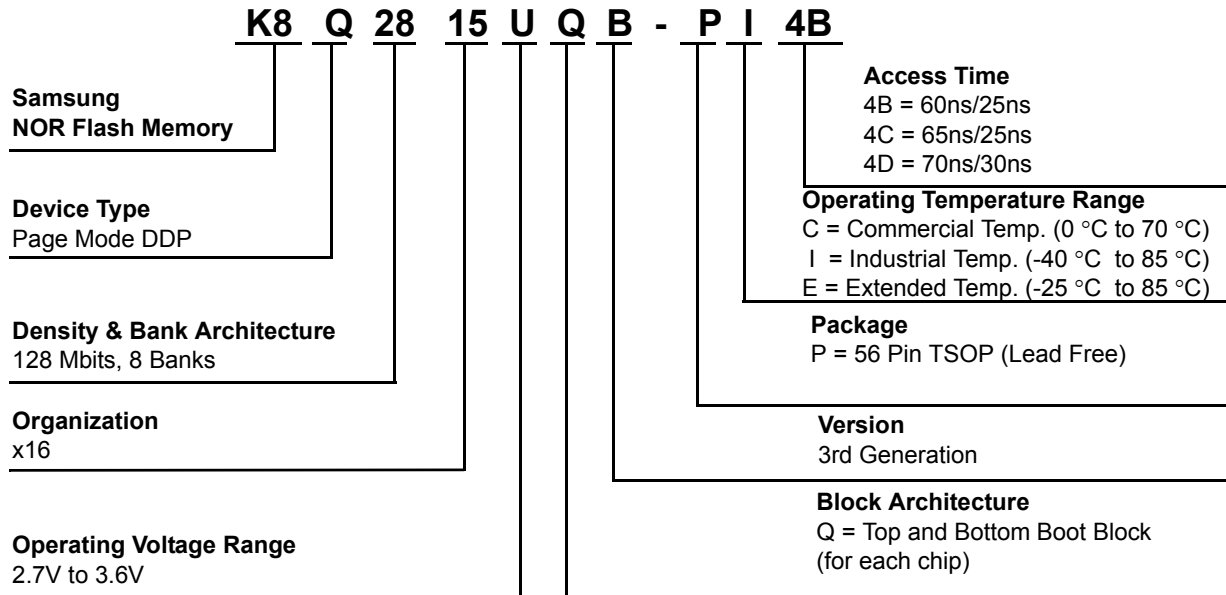 K8 Q 28 15 U Q B - P I 4B
Samsung
NOR Flash Memory
Device Type
Page Mode DDP
Density & Bank Architecture
128 Mbits, 8 Banks
Organization
x16
Operating Voltage Range
2.7V to 3.6V
Access Time
4B = 60ns/25ns
4C = 65ns/25ns
4D = 70ns/30ns
Operating Temperature Range
C = Commercial Temp. (0 °C to 70 °C)
I = Industrial Temp. (-40 °C to 85 °C)
E = Extended Temp. (-25 °C to 85 °C)
Package
P = 56 Pin TSOP (Lead Free)
Version
3rd Generation
Block Architecture
Q = Top and Bottom Boot Block
(for each chip)